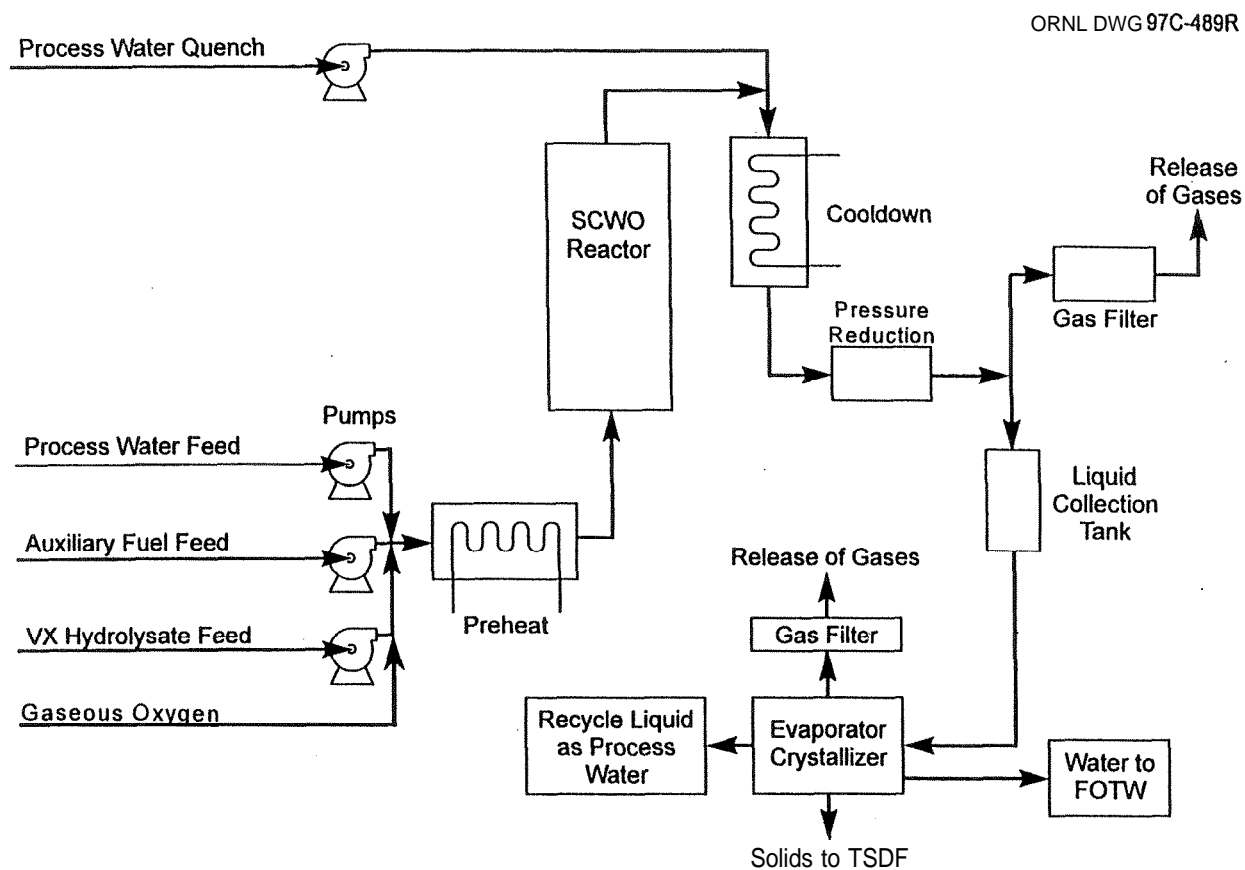 ORNL DWG 97C-489R
Process Water Quench
Release
of Gases
SCWO
Reactor
Cooldown
Pressure
Reduction
Gas Filter
Pumps
Process Water Feed
Liquid
Collection
Tank
Auxiliary Fuel Feed
Release of Gases
Preheat
VX Hydrolysate Feed
Gas Filter
Gaseous Oxygen
Recycle Liquid
as Process
Water
Evaporator
Crystallizer
Water to
FOTW
Solids to TSDF